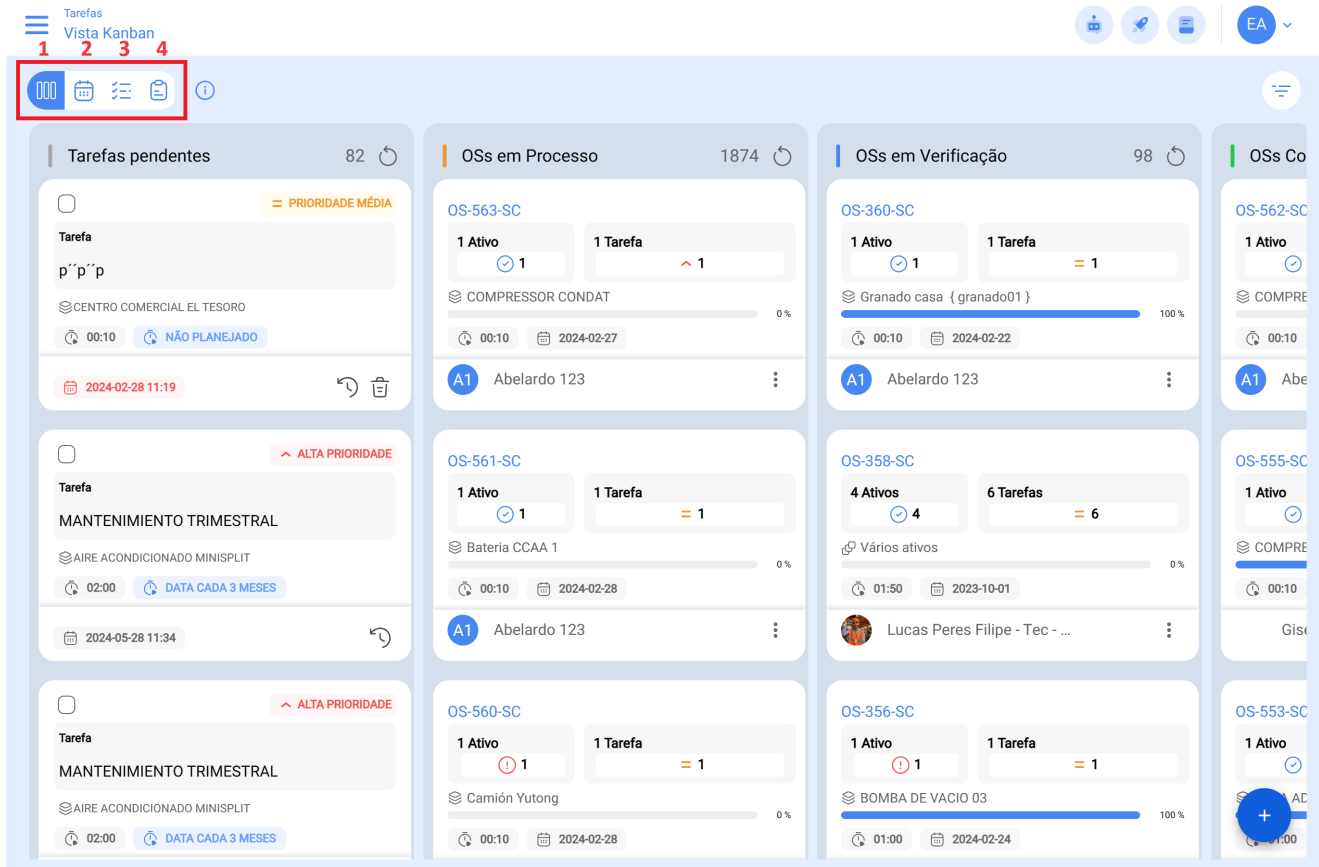 Tarefas
Vista Kanban
EA
1 2 3 4
Tarefas pendentes 82
PRIORIDADE MÉDIA
Tarefa
p´´p´´p
CENTRO COMERCIAL EL TESORO
00:10 NÃO PLANEJADO
2024-02-28 11:19
ALTA PRIORIDADE
Tarefa
MANTENIMIENTO TRIMESTRAL
AIRE ACONDICIONADO MINISPLIT
02:00 DATA CADA 3 MESES
2024-05-28 11:34
ALTA PRIORIDADE
Tarefa
MANTENIMIENTO TRIMESTRAL
AIRE ACONDICIONADO MINISPLIT
02:00 DATA CADA 3 MESES
OSs em Processo 1874
OS-563-SC
1 Ativo 1 Tarefa
1 1
COMPRESSOR CONDAT
0 %
00:10 2024-02-27
A1 Abelardo 123
OS-561-SC
1 Ativo 1 Tarefa
1 1
Bateria CCAA 1
0 %
00:10 2024-02-28
A1 Abelardo 123
OS-560-SC
1 Ativo 1 Tarefa
1 1
Camión Yutong
0 %
00:10 2024-02-28
OSs em Verificação 98
OS-360-SC
1 Ativo 1 Tarefa
1 1
Granado casa { granado01 }
100 %
00:10 2024-02-22
A1 Abelardo 123
OS-358-SC
4 Ativos 6 Tarefas
4 6
Vários ativos
0 %
01:50 2023-10-01
Lucas Peres Filipe - Tec - ...
OS-356-SC
1 Ativo 1 Tarefa
1 1
BOMBA DE VACIO 03
100 %
01:00 2024-02-24
OSs Co
OS-562-SC
1 Ativo
COMPRE
00:10
A1 Abe
OS-555-SC
1 Ativo
COMPRE
00:10
Gis
OS-553-SC
1 Ativo
+